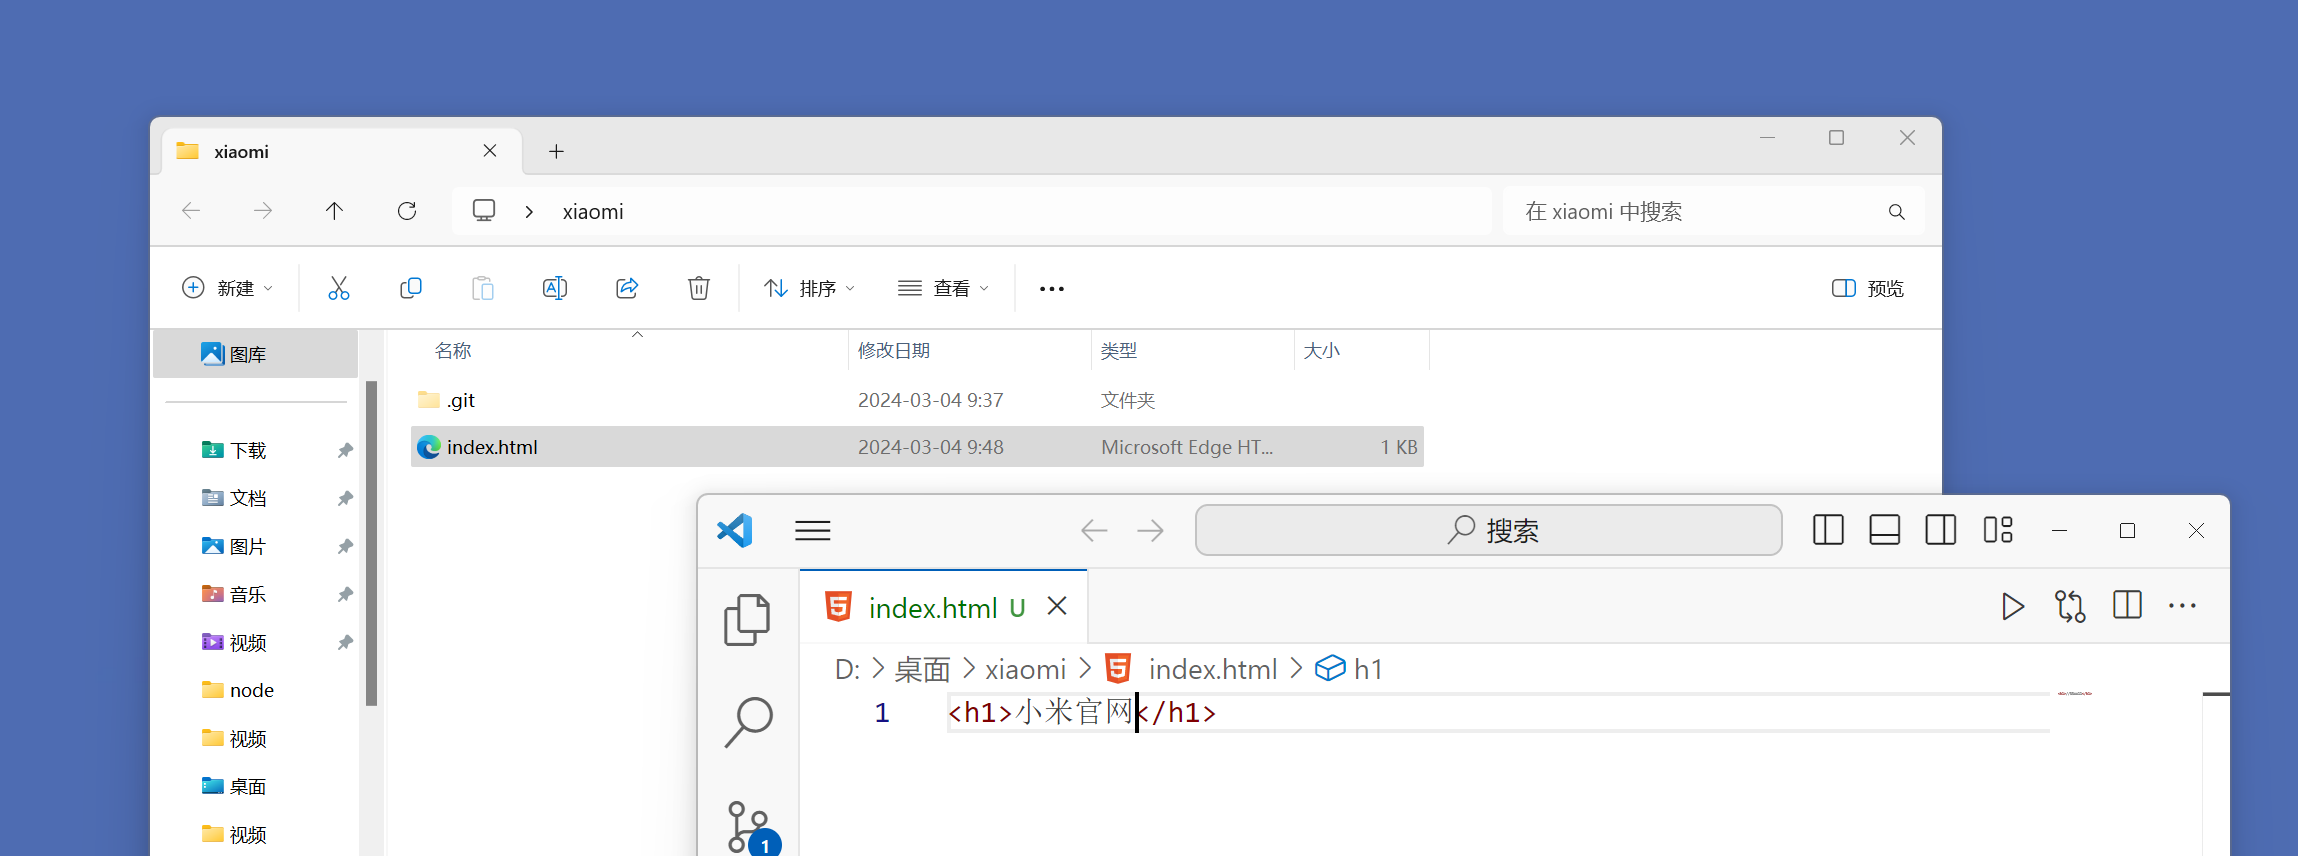 xiaomi
xiaomi
在 xiaomi 中搜索
新建
排序
查看
预览
图库
名称 修改日期 类型 大小
.git 2024-03-04 9:37 文件夹
index.html 2024-03-04 9:48 Microsoft Edge HT... 1 KB
下载
文档
图片
音乐
视频
node
视频
桌面
视频
搜索
index.html U
D: > 桌面 > xiaomi > index.html > h1
1 <h1>小米官网</h1>
1